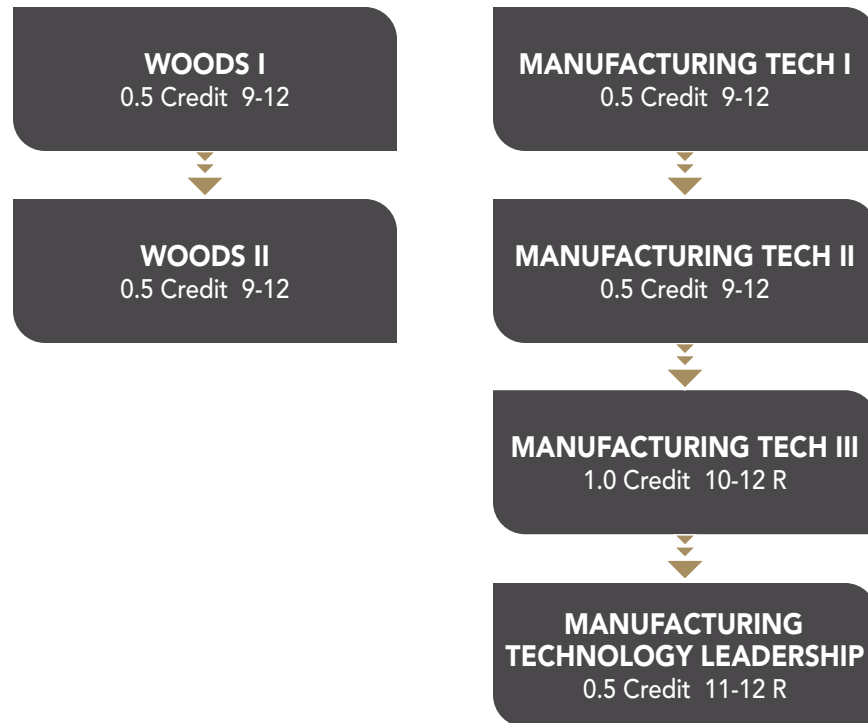 WOODS I
0.5 Credit 9-12
WOODS II
0.5 Credit 9-12
MANUFACTURING TECH I
0.5 Credit 9-12
MANUFACTURING TECH II
0.5 Credit 9-12
MANUFACTURING TECH III
1.0 Credit 10-12 R
MANUFACTURING
TECHNOLOGY LEADERSHIP
0.5 Credit 11-12 R